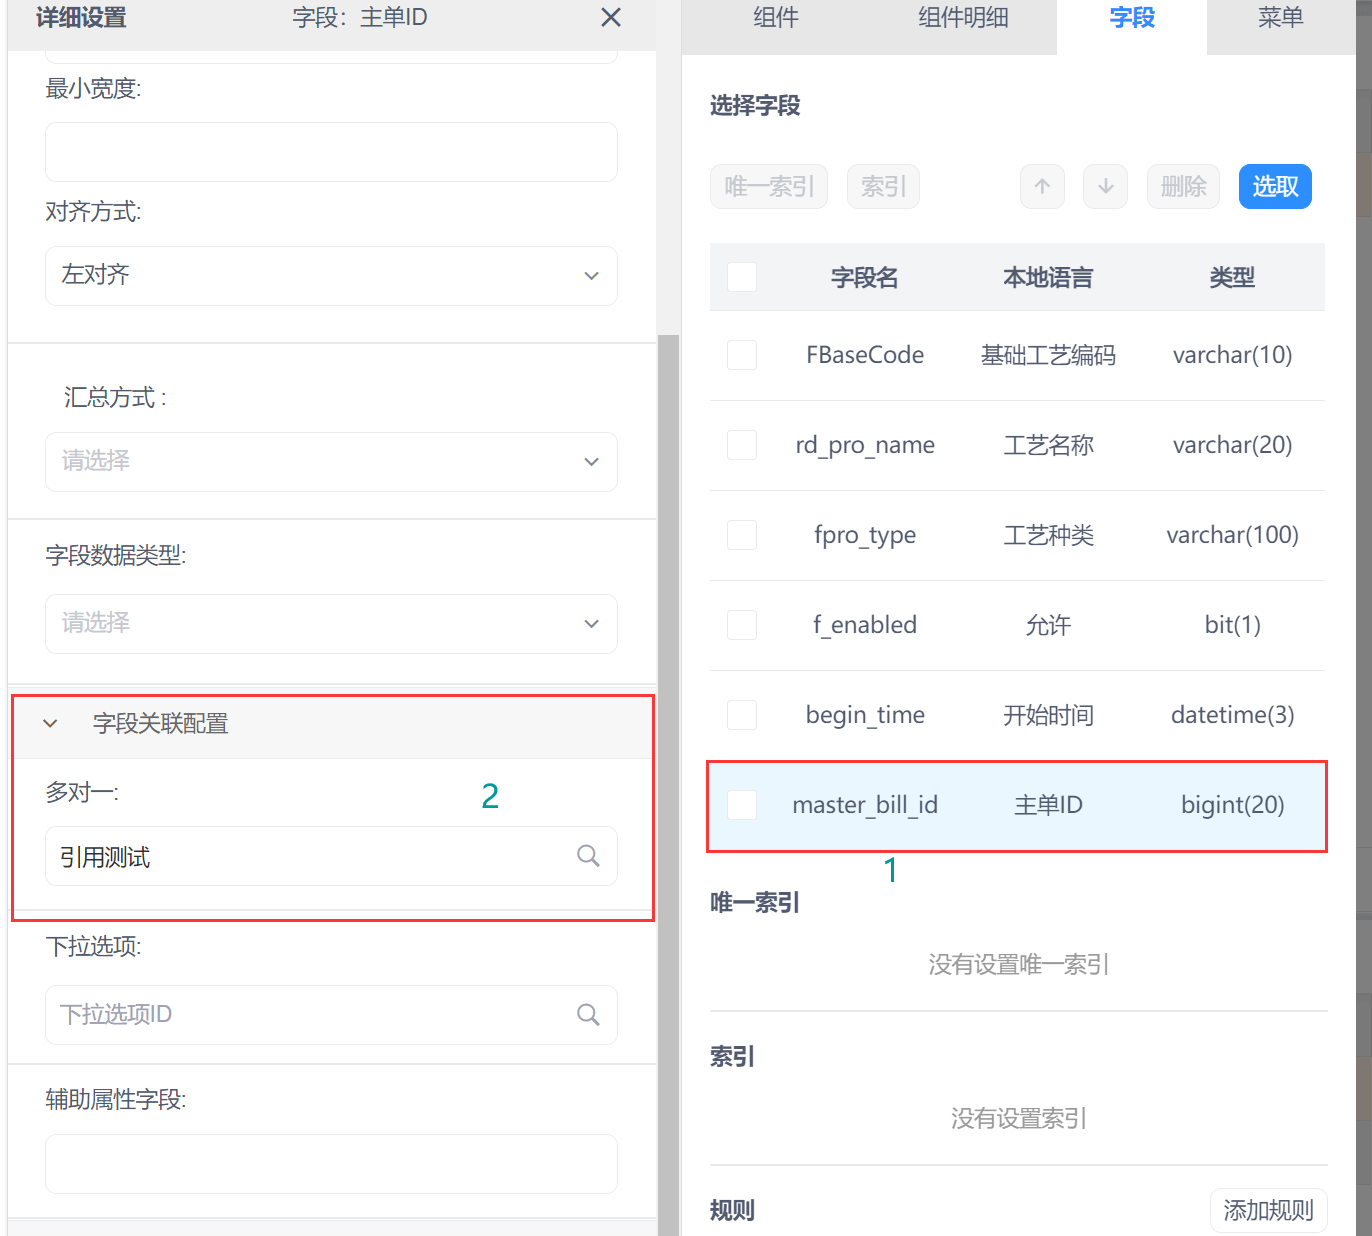 详细设置
字段：主单ID
最小宽度:
对齐方式:
左对齐
汇总方式 :
请选择
字段数据类型:
请选择
字段关联配置
多对一:
2
引用测试
下拉选项:
下拉选项ID
辅助属性字段:
组件 组件明细 字段 菜单
选择字段
唯一索引 索引 ↑ ↓ 删除 选取
字段名 本地语言 类型
FBaseCode 基础工艺编码 varchar(10)
rd_pro_name 工艺名称 varchar(20)
fpro_type 工艺种类 varchar(100)
f_enabled 允许 bit(1)
begin_time 开始时间 datetime(3)
master_bill_id 主单ID bigint(20)
1
唯一索引
没有设置唯一索引
索引
没有设置索引
规则 添加规则